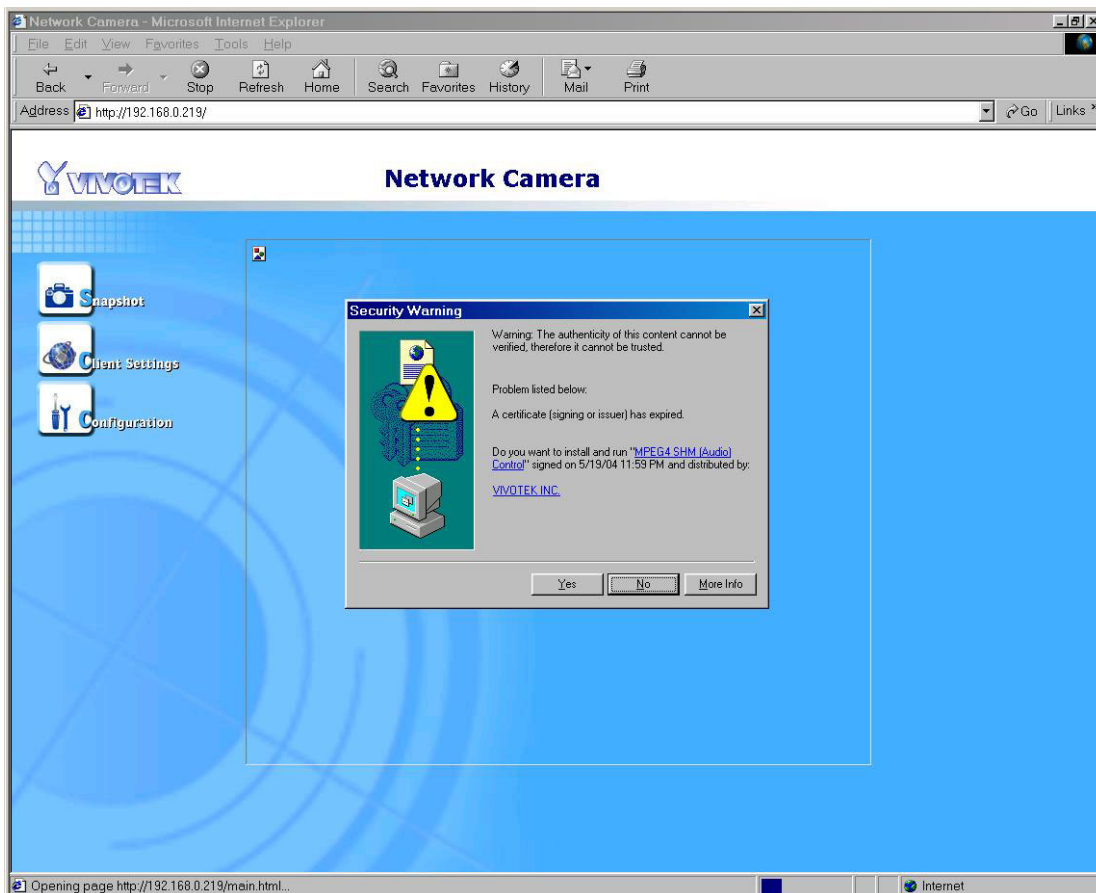 Network Camera - Microsoft Internet Explorer
File Edit View Favorites Tools Help
Back Forward Stop Refresh Home Search Favorites History Mail Print
Address http://192.168.0.219/ Go Links
VIVOTEK
Network Camera
Snapshot
Client Settings
Configuration
Security Warning
Warning: The authenticity of this content cannot be
verified, therefore it cannot be trusted.
Problem listed below:
A certificate (signing or issuer) has expired.
Do you want to install and run "MPEG4 SHM (Audio)
Control" signed on 5/19/04 11:59 PM and distributed by:
VIVOTEK INC.
Yes No More Info
Opening page http://192.168.0.219/main.html... Internet